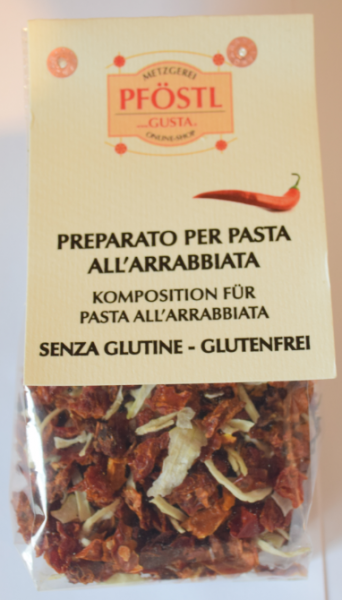 METZGEREI
PFÖSTL
...GUSTA..
ONLINE-SHOP
PREPARATO PER PASTA
ALL'ARRABBIATA
KOMPOSITION FÜR
PASTA ALL'ARRABBIATA
SENZA GLUTINE - GLUTENFREI